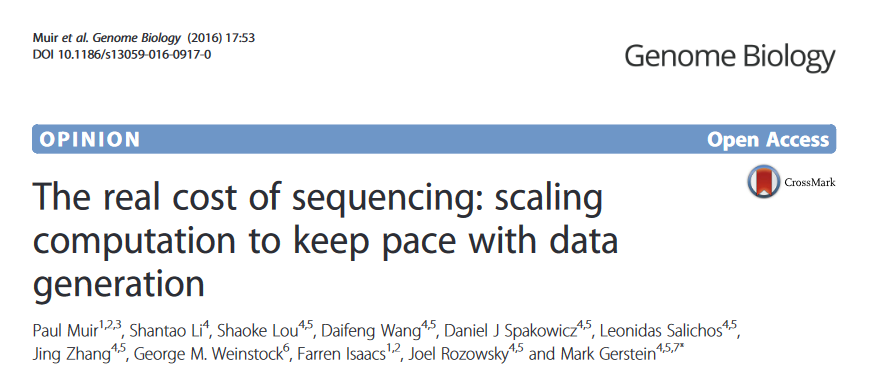 Muir et al. Genome Biology (2016) 17:53
DOI 10.1186/s13059-016-0917-0
Genome Biology
OPINION Open Access
CrossMark
The real cost of sequencing: scaling
computation to keep pace with data
generation
Paul Muir1,2,3, Shantao Li4, Shaoke Lou4,5, Daifeng Wang4,5, Daniel J Spakowicz4,5, Leonidas Salichos4,5,
Jing Zhang4,5, George M. Weinstock6, Farren Isaacs1,2, Joel Rozowsky4,5 and Mark Gerstein4,5,7*